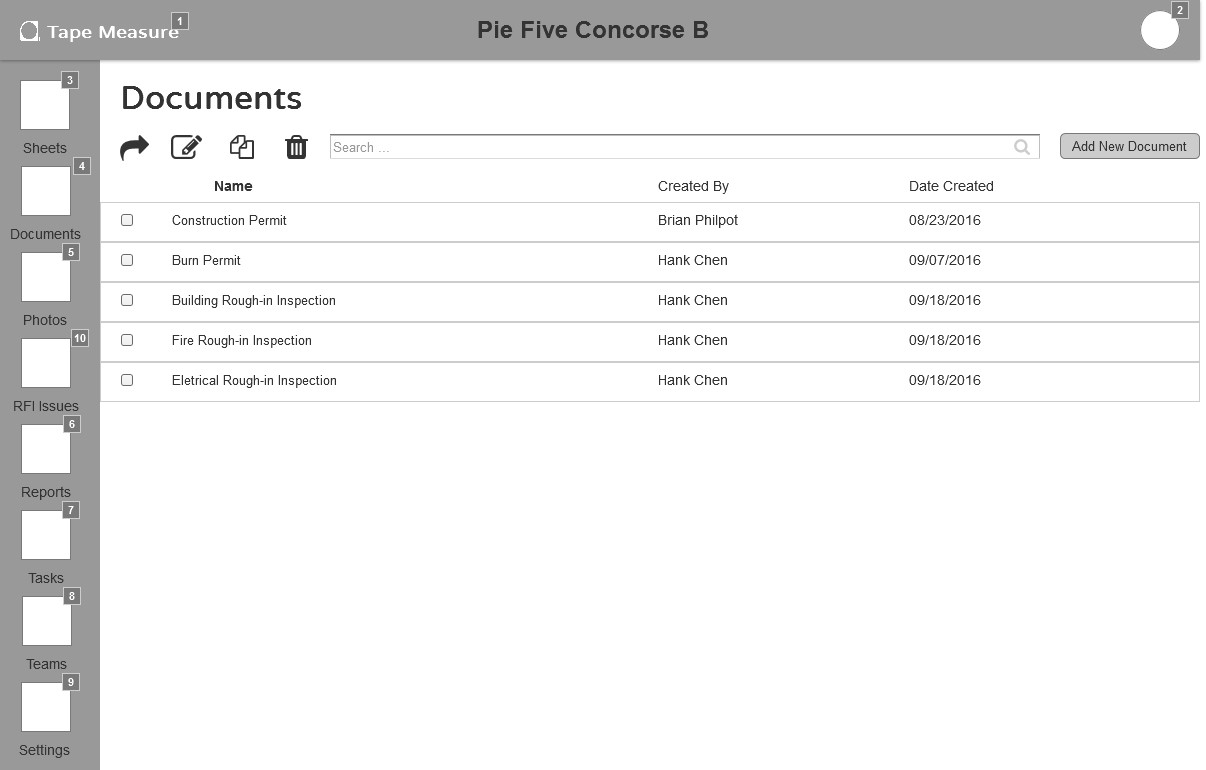 Tape Measure 1
Pie Five Concorse B
2
3
Sheets
4
Documents
5
Photos
10
RFI Issues
6
Reports
7
Tasks
8
Teams
9
Settings
Documents
Search ...
Add New Document
Name Created By Date Created
Construction Permit Brian Philpot 08/23/2016
Burn Permit Hank Chen 09/07/2016
Building Rough-in Inspection Hank Chen 09/18/2016
Fire Rough-in Inspection Hank Chen 09/18/2016
Eletrical Rough-in Inspection Hank Chen 09/18/2016